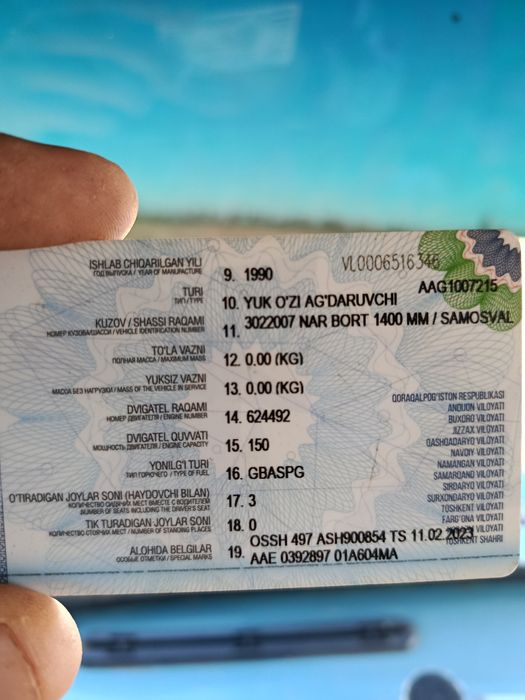 VL0006516346
AAG1007215
ISHLAB CHIQARILGAN YILI
ГОД ВЫПУСКА / YEAR OF MANUFACTURE
9. 1990
TURI
ТИП / TYPE
10. YUK O'ZI AG'DARUVCHI
KUZOV / SHASSI RAQAMI
НОМЕР КУЗОВА/ШАССИ / VEHICLE IDENTIFICATION NUMBER
11. 3022007 NAR BORT 1400 MM / SAMOSVAL
TO'LA VAZNI
ПОЛНАЯ МАССА / MAXIMUM MASS
12. 0.00 (KG)
YUKSIZ VAZNI
МАССА БЕЗ НАГРУЗКИ / MASS OF THE VEHICLE IN SERVICE
13. 0.00 (KG)
DVIGATEL RAQAMI
НОМЕР ДВИГАТЕЛЯ / ENGINE NUMBER
14. 624492
DVIGATEL QUVVATI
МОЩНОСТЬ ДВИГАТЕЛЯ / ENGINE CAPACITY
15. 150
YONILG'I TURI
ТИП ГОРЮЧЕГО / TYPE OF FUEL
16. GBASPG
O'TIRADIGAN JOYLAR SONI (HAYDOVCHI BILAN)
КОЛИЧЕСТВО СИДЯЧИХ МЕСТ ВМЕСТЕ С ВОДИТЕЛЕМ
NUMBER OF SEATS INCLUDING THE DRIVER'S SEAT
17. 3
TIK TURADIGAN JOYLAR SONI
КОЛИЧЕСТВО СТОЯЧИХ МЕСТ / NUMBER OF STANDING PLACES
18. 0
ALOHIDA BELGILAR
ОСОБЫЕ ОТМЕТКИ / SPECIAL MARKS
19. OSSH 497 ASH900854 TS 11.02.2023
AAE 0392897 01A604MA
QORAQALPOG'ISTON RESPUBLIKASI
ANDIJON VILOYATI
BUXORO VILOYATI
JIZZAX VILOYATI
QASHQADARYO VILOYATI
NAVOIY VILOYATI
NAMANGAN VILOYATI
SAMARQAND VILOYATI
SIRDARYO VILOYATI
SURXONDARYO VILOYATI
TOSHKENT VILOYATI
FARG'ONA VILOYATI
TOSHKENT SHAHRI